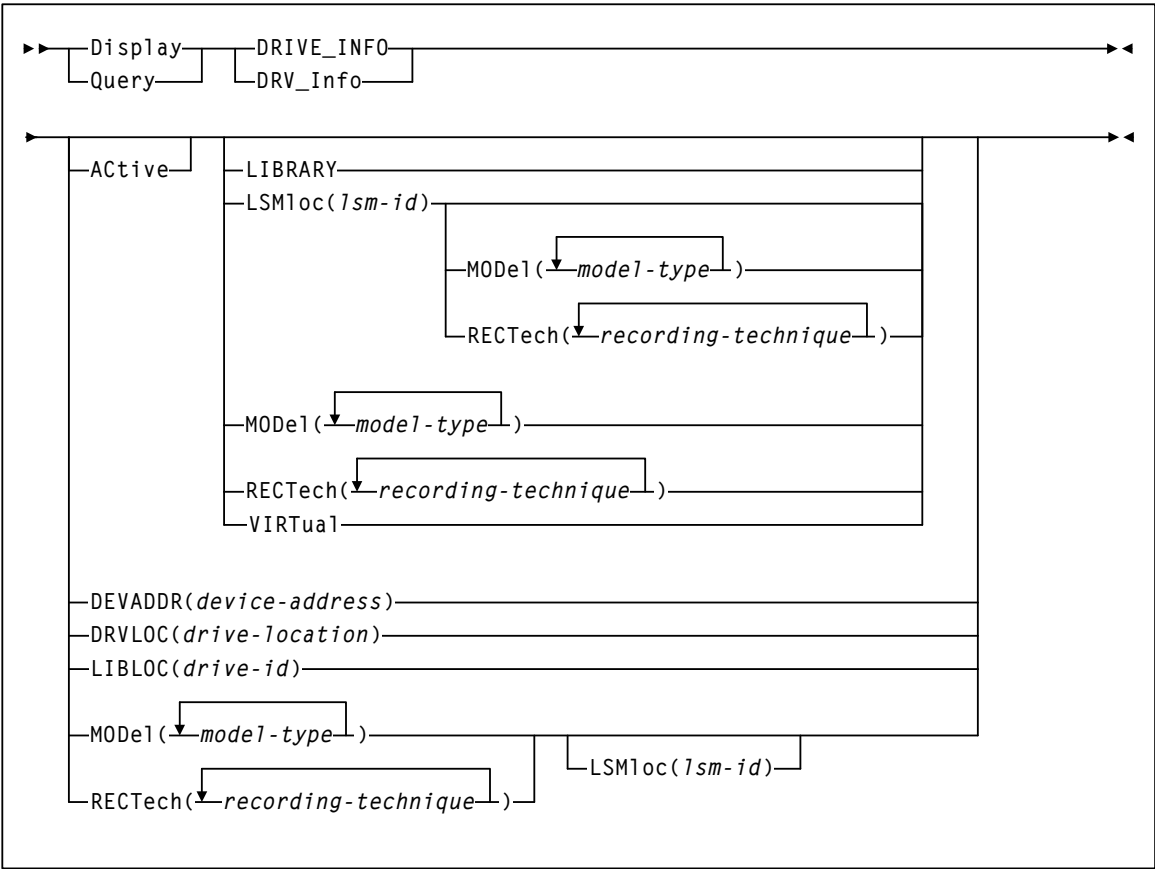 Display DRIVE_INFO
Query DRV_Info
ACtive LIBRARY
LSMloc(lsm-id)
MODel( model-type )
RECTech( recording-technique )
MODel( model-type )
RECTech( recording-technique )
VIRTual
DEVADDR(device-address)
DRVLOC(drive-location)
LIBLOC(drive-id)
MODel( model-type )
LSMloc(lsm-id)
RECTech( recording-technique )